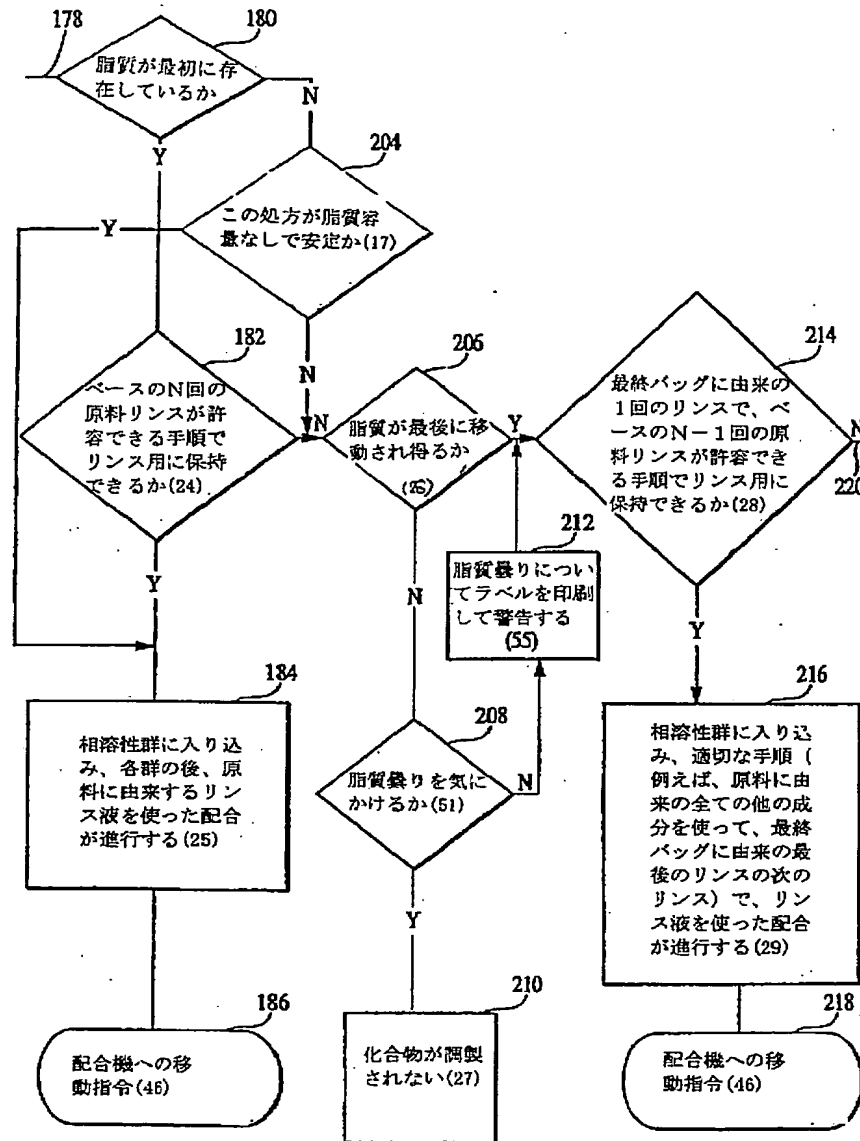 178
180
脂質が最初に存
在しているか
N
Y
204
この処方が脂質容
量なしで安定か(17)
Y
N
182
ベースのN回の
原料リンスが許
容できる手順で
リンス用に保持
できるか(24)
N
Y
206
脂質が最後に移
動され得るか
(26)
Y
N
214
最終バッグに由来の
1回のリンスで、ベ
ースのN-1回の原
料リンスが許容でき
る手順でリンス用に
保持できるか(28)
N
220
Y
212
脂質曇りについ
てラベルを印刷
して警告する
(55)
184
相溶性群に入り込
み、各群の後、原
料に由来するリン
ス液を使った配合
が進行する(25)
208
脂質曇りを気に
かけるか(51)
N
Y
216
相溶性群に入り込
み、適切な手順(
例えば、原料に由
来の全ての他の成
分を使って、最終
バッグに由来の最
後のリンスの次の
リンス)で、リン
ス液を使った配合
が進行する(29)
186
配合機への移
動指令(46)
210
化合物が調製
されない(27)
218
配合機への移
動指令(46)